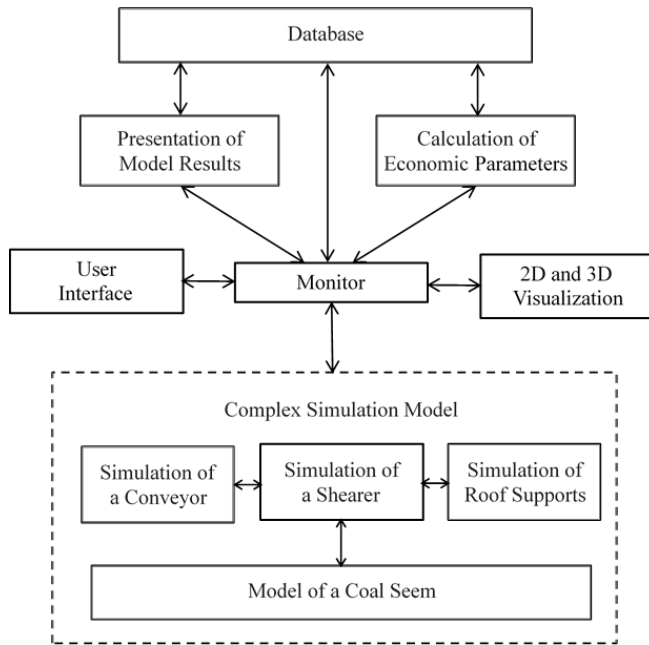 Database
Presentation of
Model Results
Calculation of
Economic Parameters
User
Interface
Monitor
2D and 3D
Visualization
Complex Simulation Model
Simulation of
a Conveyor
Simulation of
a Shearer
Simulation of
Roof Supports
Model of a Coal Seem